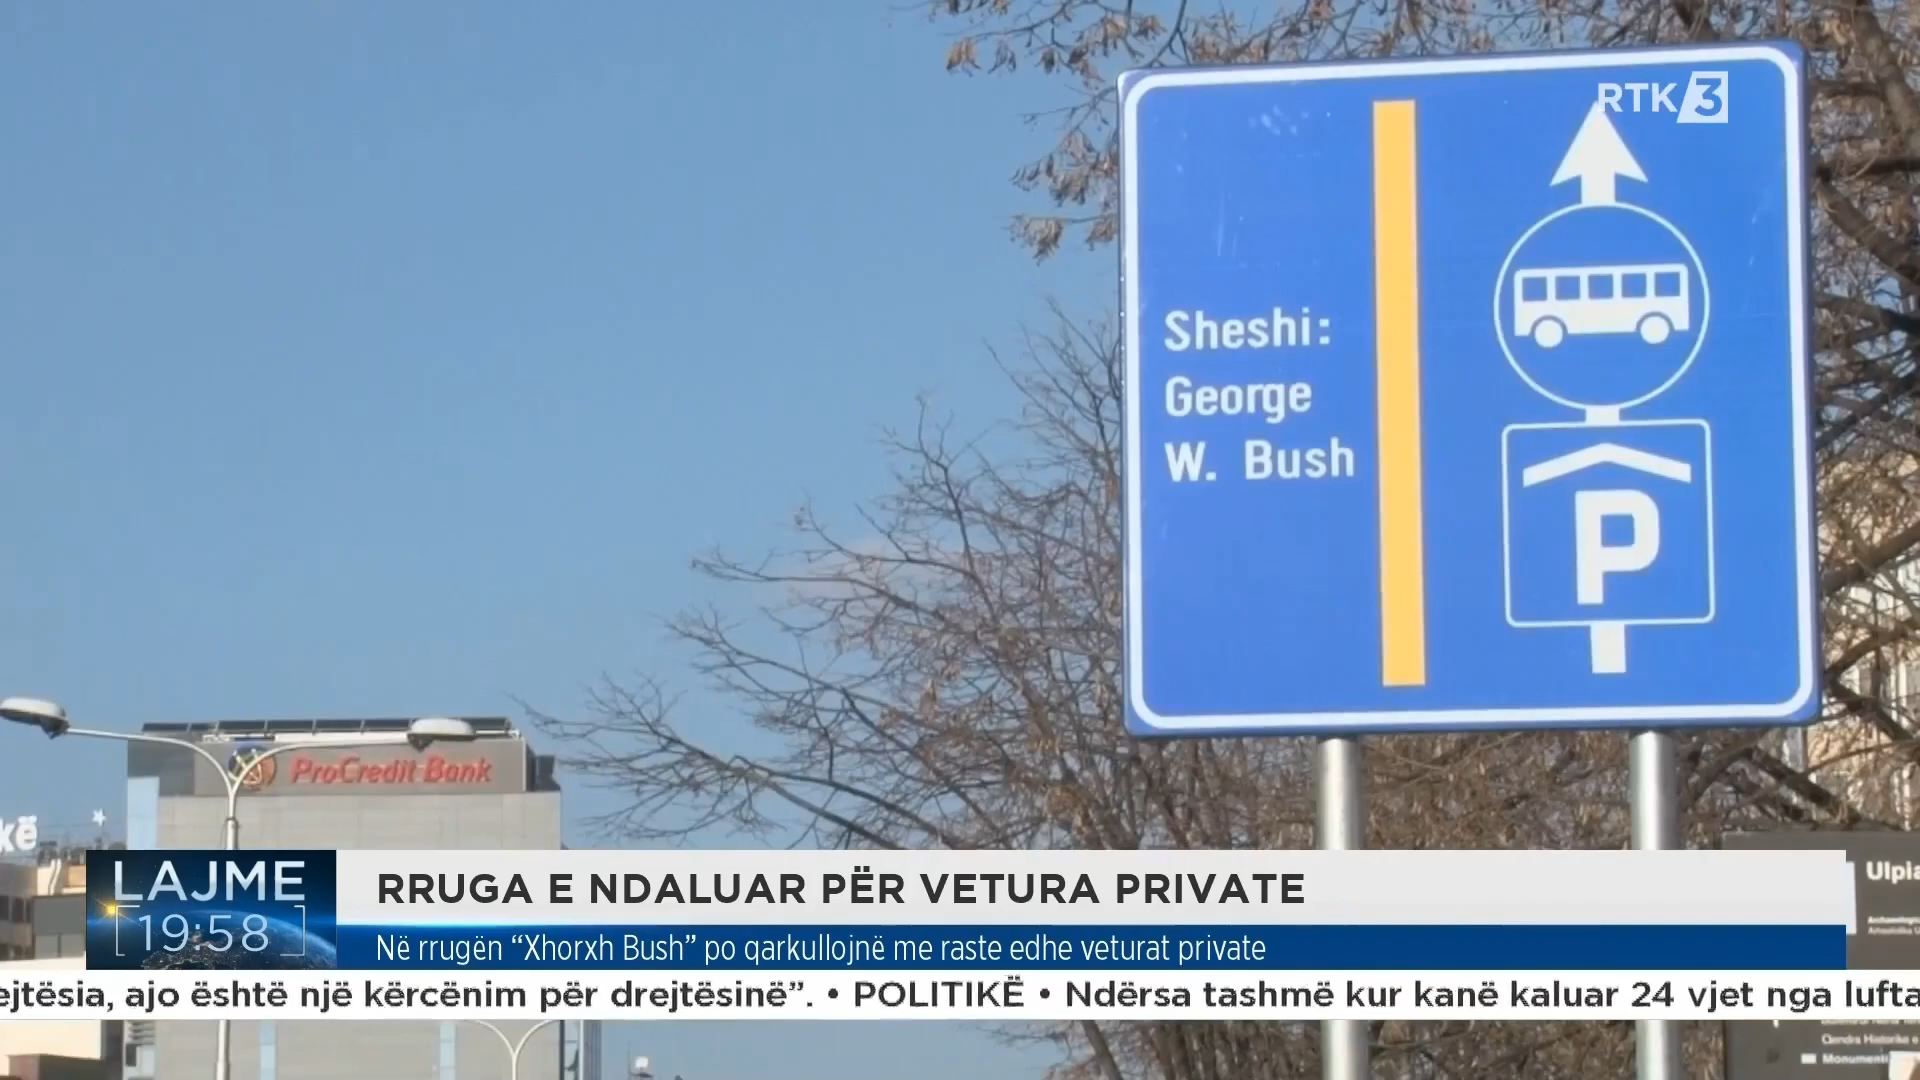 RTK 3
Sheshi:
George
W. Bush
P
ProCredit Bank
kë
Ulpia
LAJME
19:58
RRUGA E NDALUAR PËR VETURA PRIVATE
Në rrugën “Xhorxh Bush” po qarkullojnë me raste edhe veturat private
ejtësia, ajo është një kërcënim për drejtësinë”. • POLITIKË • Ndërsa tashmë kur kanë kaluar 24 vjet nga lufta
Monument